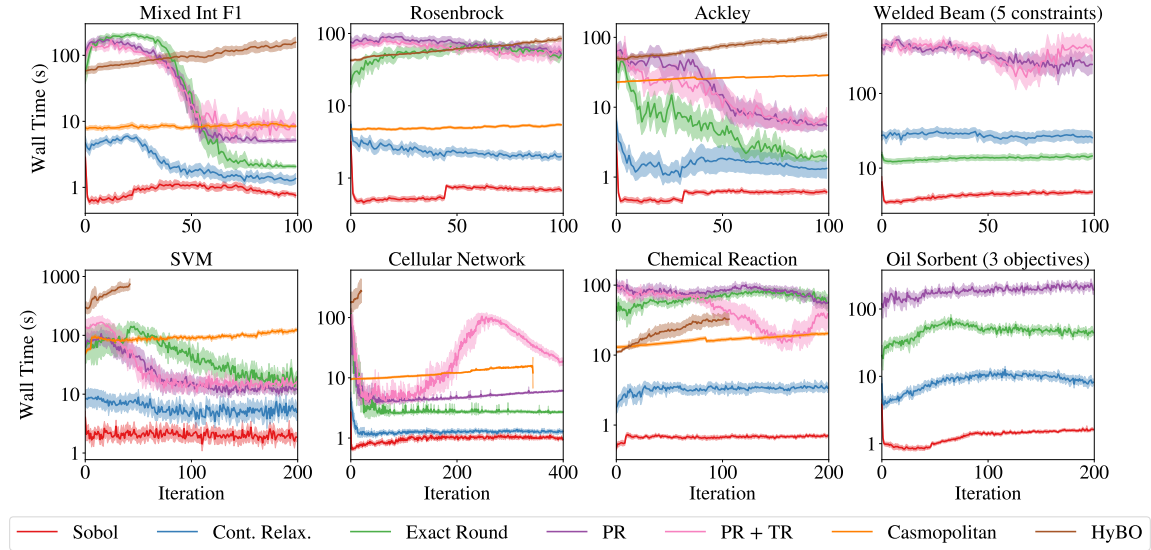 Mixed Int F1
Rosenbrock
Ackley
Welded Beam (5 constraints)
Wall Time (s)
100
10
1
0
50
100
100
10
1
0
50
100
100
10
1
0
50
100
100
10
0
50
100
SVM
Cellular Network
Chemical Reaction
Oil Sorbent (3 objectives)
Wall Time (s)
1000
100
10
1
0
100
200
Iteration
100
10
1
0
200
400
Iteration
100
10
1
0
100
200
Iteration
100
10
1
0
100
200
Iteration
Sobol
Cont. Relax.
Exact Round
PR
PR + TR
Casmopolitan
HyBO